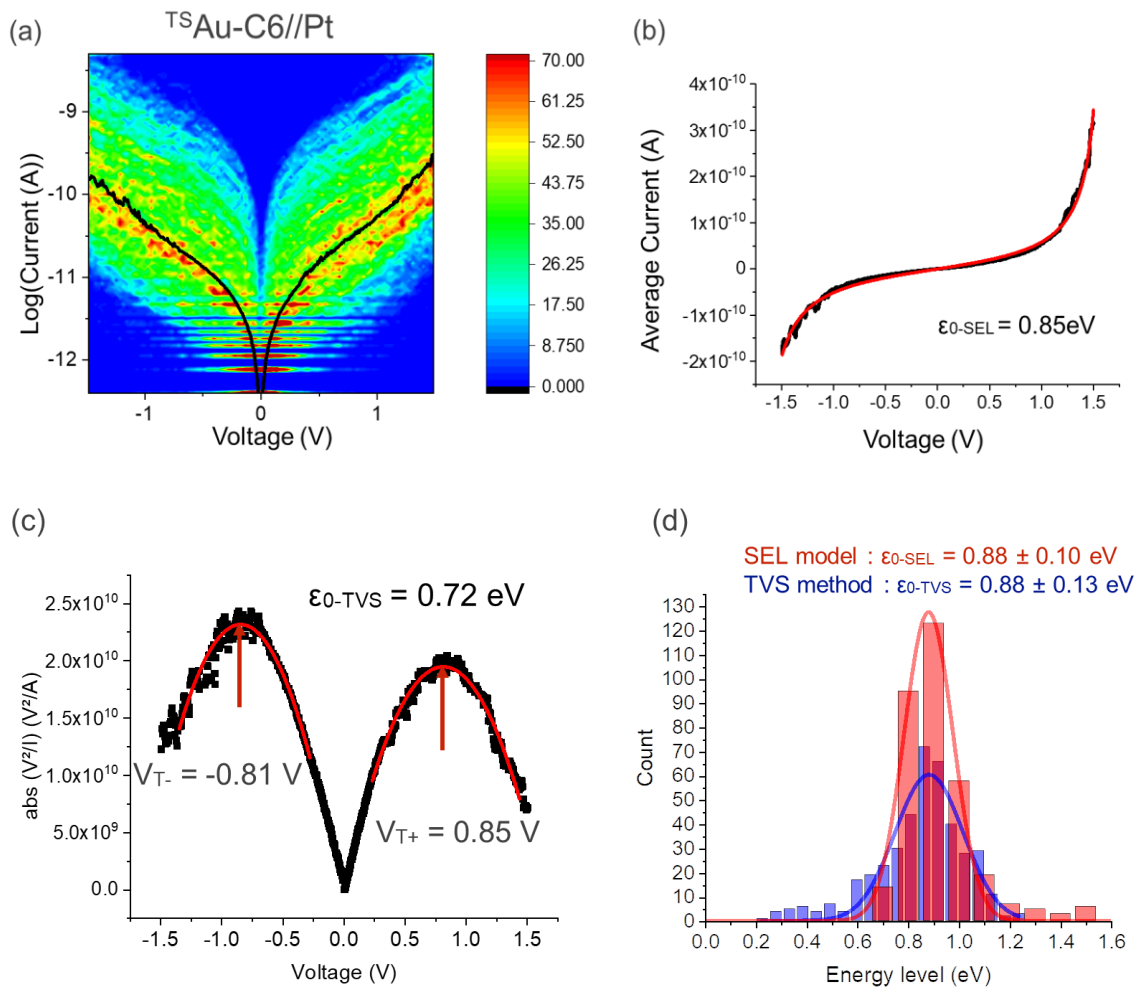 (a)
ᵀˢAu-C6//Pt
Log(Current (A))
-9
-10
-11
-12
-1
0
1
Voltage (V)
70.00
61.25
52.50
43.75
35.00
26.25
17.50
8.750
0.000
(b)
Average Current (A)
4x10⁻¹⁰
3x10⁻¹⁰
2x10⁻¹⁰
1x10⁻¹⁰
0
-1x10⁻¹⁰
-2x10⁻¹⁰
ε0-SEL = 0.85eV
-1.5 -1.0 -0.5 0.0 0.5 1.0 1.5
Voltage (V)
(c)
abs (V²/I) (V²/A)
2.5x10¹⁰
2.0x10¹⁰
1.5x10¹⁰
1.0x10¹⁰
5.0x10⁹
0.0
ε0-TVS = 0.72 eV
VT- = -0.81 V
VT+ = 0.85 V
-1.5 -1.0 -0.5 0.0 0.5 1.0 1.5
Voltage (V)
(d)
SEL model : ε0-SEL = 0.88 ± 0.10 eV
TVS method : ε0-TVS = 0.88 ± 0.13 eV
Count
130
120
110
100
90
80
70
60
50
40
30
20
10
0
0.0 0.2 0.4 0.6 0.8 1.0 1.2 1.4 1.6
Energy level (eV)